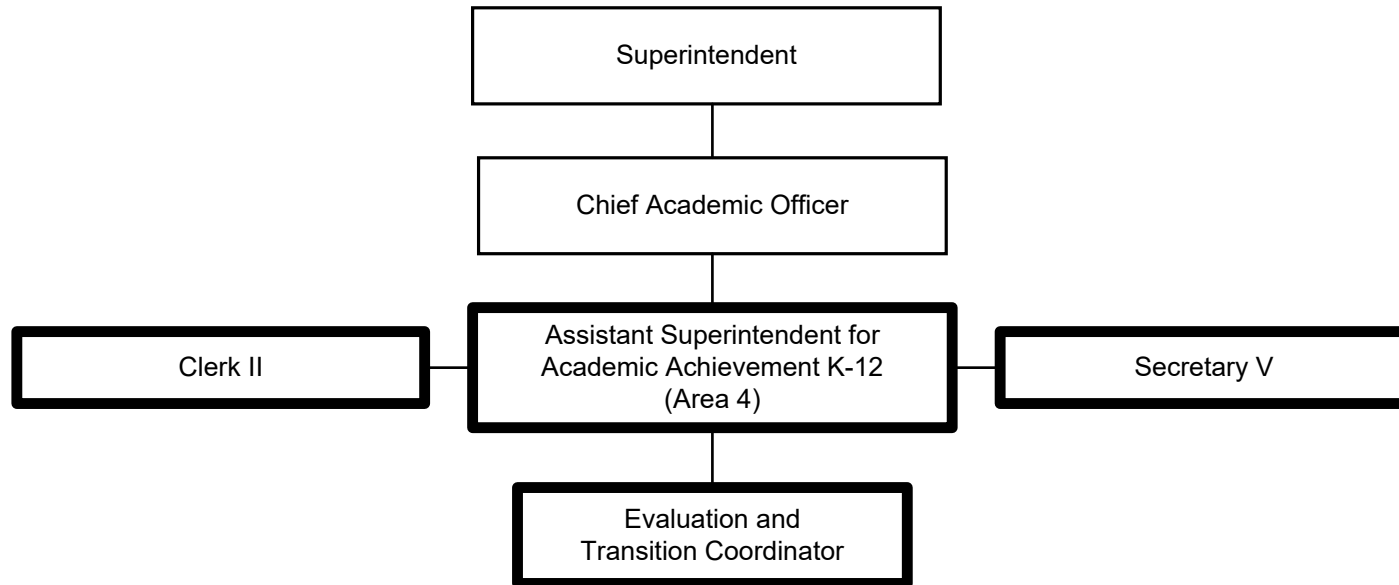 Superintendent
Chief Academic Officer
Assistant Superintendent for
Academic Achievement K-12
(Area 4)
Clerk II
Secretary V
Evaluation and
Transition Coordinator